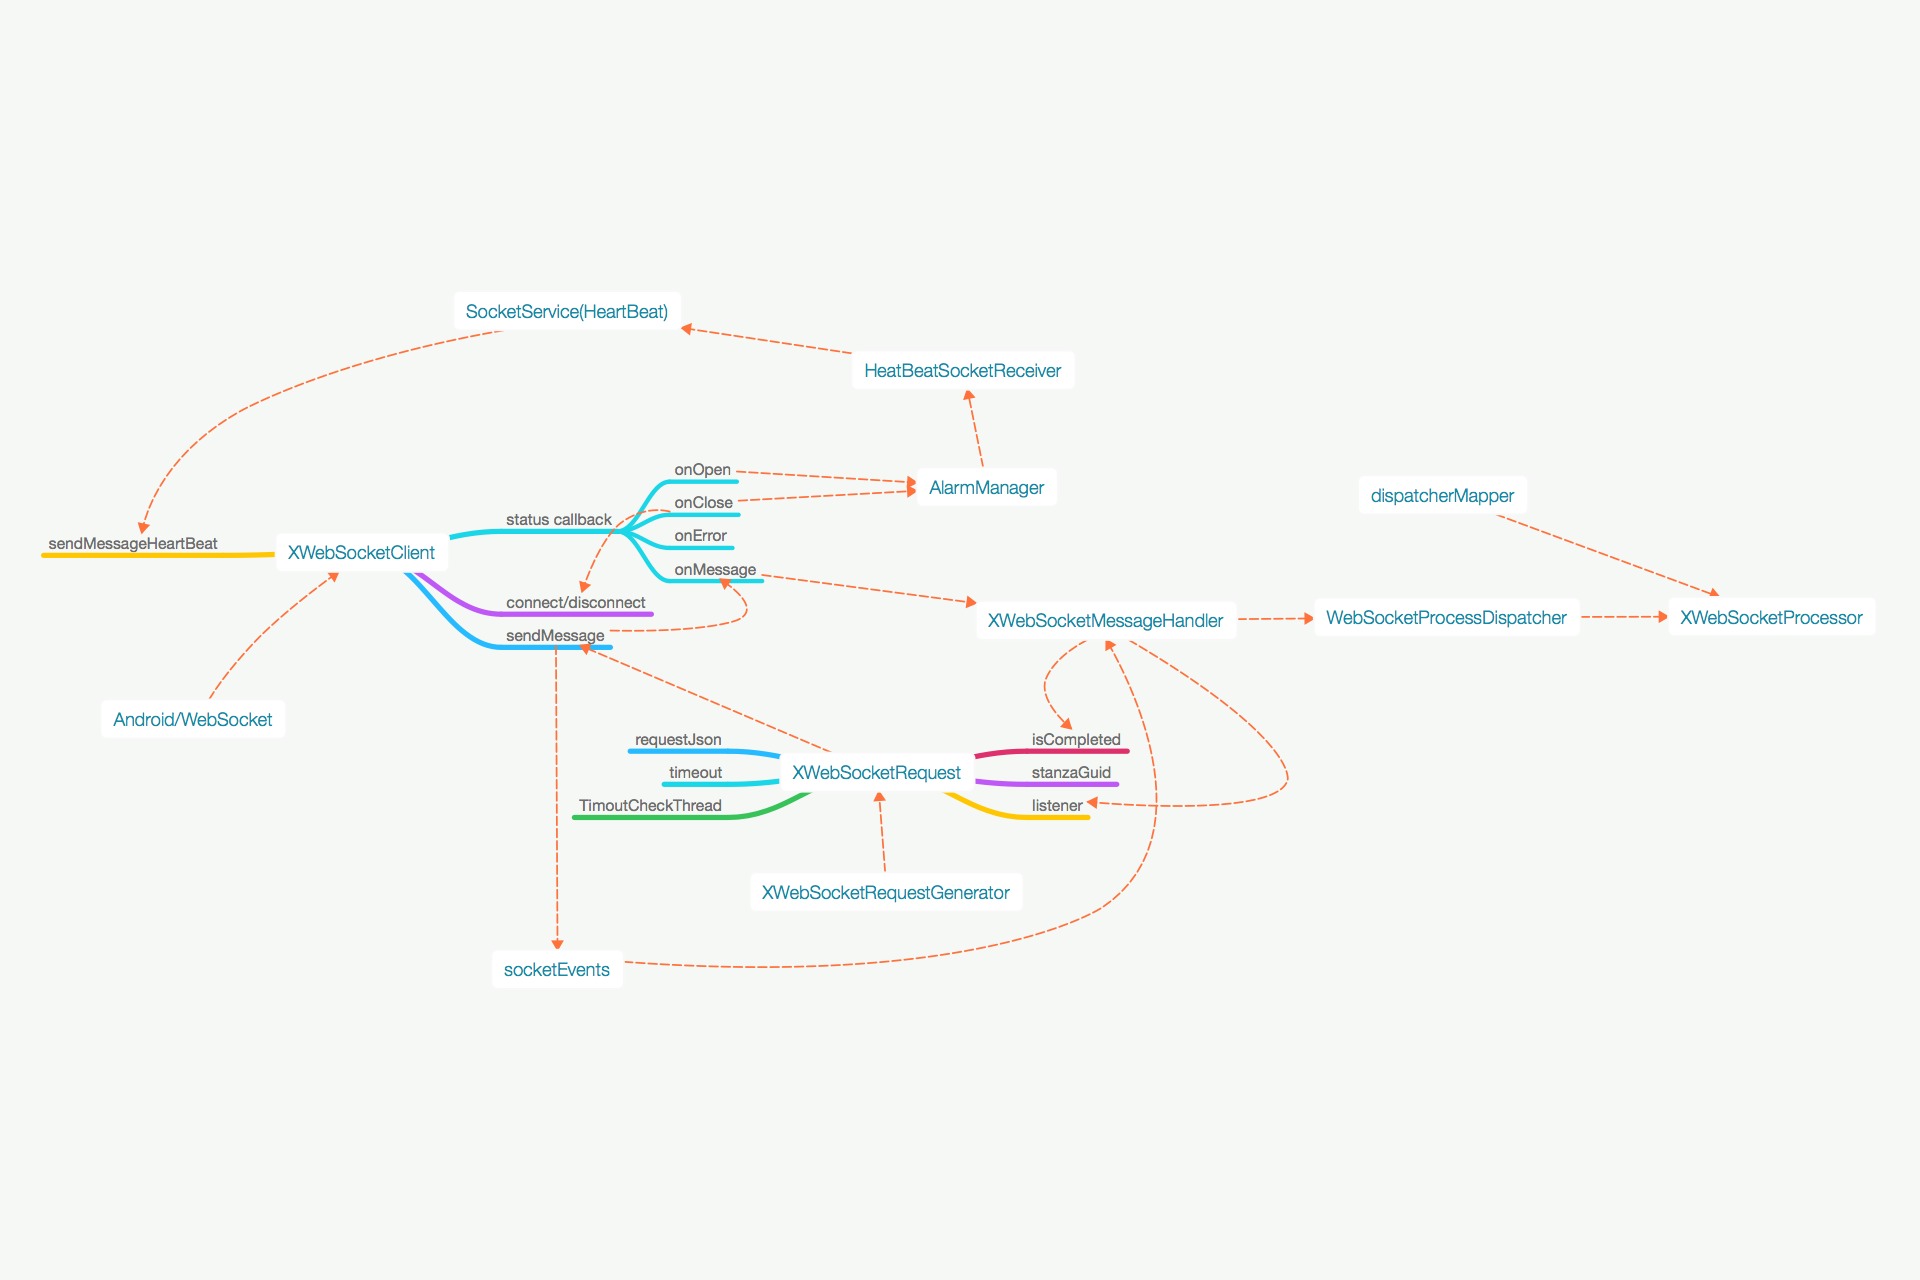 SocketService(HeartBeat)
HeatBeatSocketReceiver
onOpen
AlarmManager
dispatcherMapper
onClose
status callback
onError
sendMessageHeartBeat
XWebSocketClient
onMessage
connect/disconnect
XWebSocketMessageHandler
WebSocketProcessDispatcher
XWebSocketProcessor
sendMessage
Android/WebSocket
requestJson
isCompleted
timeout
XWebSocketRequest
stanzaGuid
TimoutCheckThread
listener
XWebSocketRequestGenerator
socketEvents